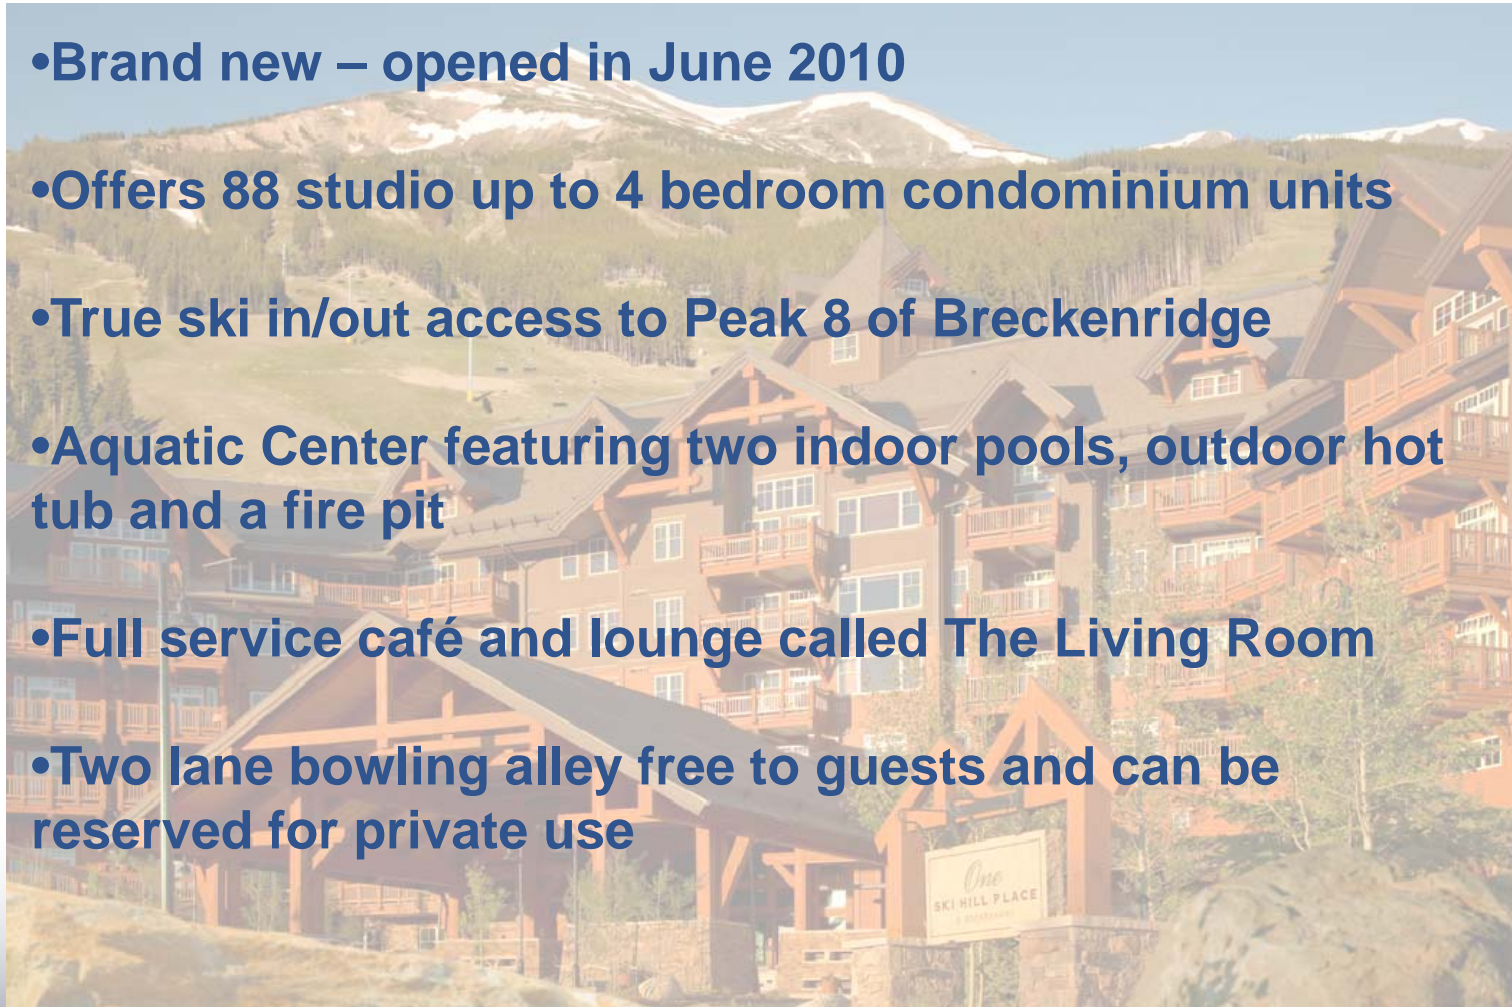 •Brand new – opened in June 2010
•Offers 88 studio up to 4 bedroom condominium units
•True ski in/out access to Peak 8 of Breckenridge
•Aquatic Center featuring two indoor pools, outdoor hot
tub and a fire pit
•Full service café and lounge called The Living Room
•Two lane bowling alley free to guests and can be
reserved for private use
One
SKI HILL PLACE